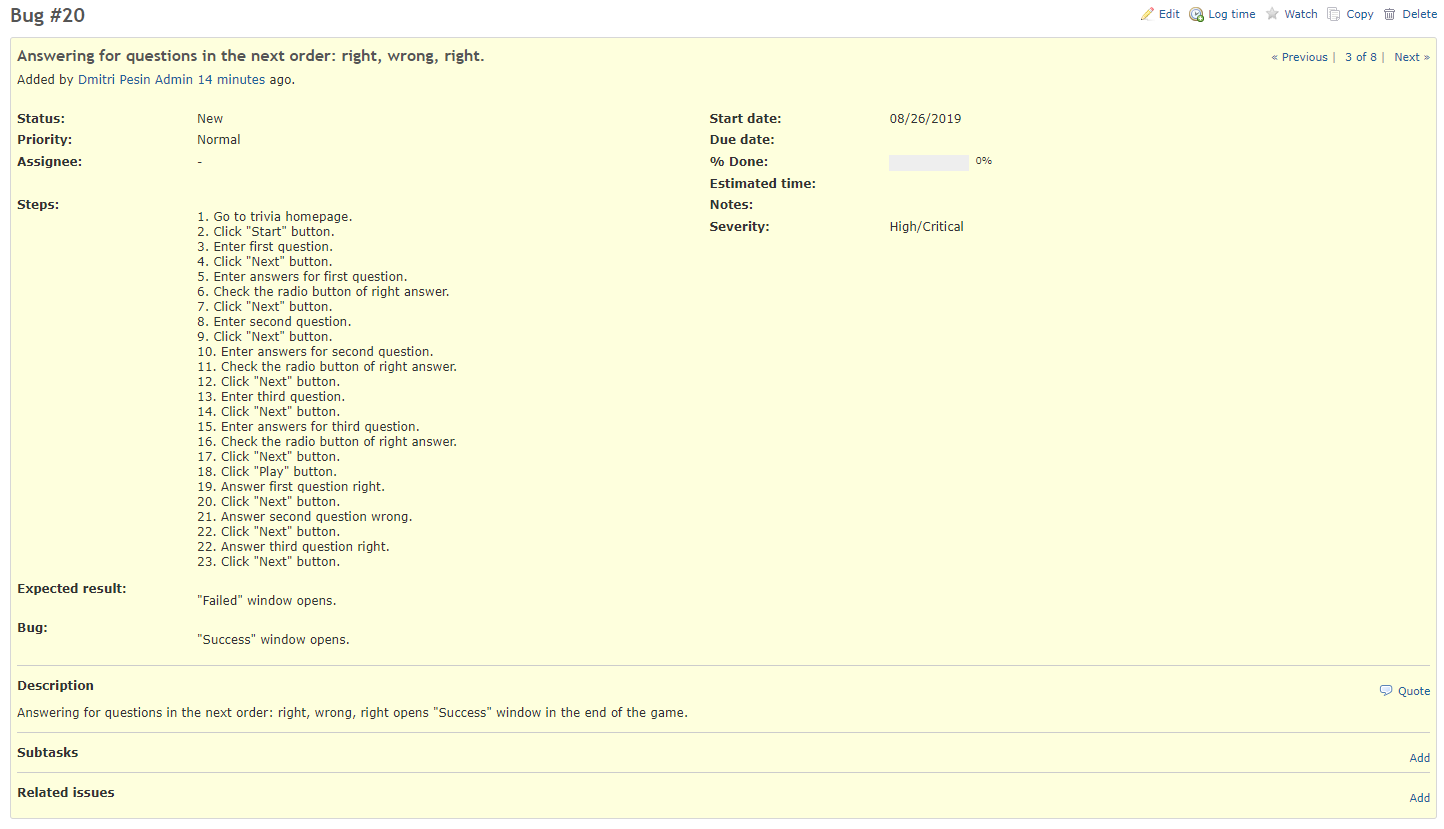 Bug #20
Edit Log time Watch Copy Delete
Answering for questions in the next order: right, wrong, right.
« Previous | 3 of 8 | Next »
Added by Dmitri Pesin Admin 14 minutes ago.
Status: New
Start date: 08/26/2019
Priority: Normal
Due date:
Assignee: -
% Done: 0%
Estimated time:
Steps:
Notes:
Severity: High/Critical
1. Go to trivia homepage.
2. Click "Start" button.
3. Enter first question.
4. Click "Next" button.
5. Enter answers for first question.
6. Check the radio button of right answer.
7. Click "Next" button.
8. Enter second question.
9. Click "Next" button.
10. Enter answers for second question.
11. Check the radio button of right answer.
12. Click "Next" button.
13. Enter third question.
14. Click "Next" button.
15. Enter answers for third question.
16. Check the radio button of right answer.
17. Click "Next" button.
18. Click "Play" button.
19. Answer first question right.
20. Click "Next" button.
21. Answer second question wrong.
22. Click "Next" button.
22. Answer third question right.
23. Click "Next" button.
Expected result:
"Failed" window opens.
Bug:
"Success" window opens.
Description
Quote
Answering for questions in the next order: right, wrong, right opens "Success" window in the end of the game.
Subtasks
Add
Related issues
Add